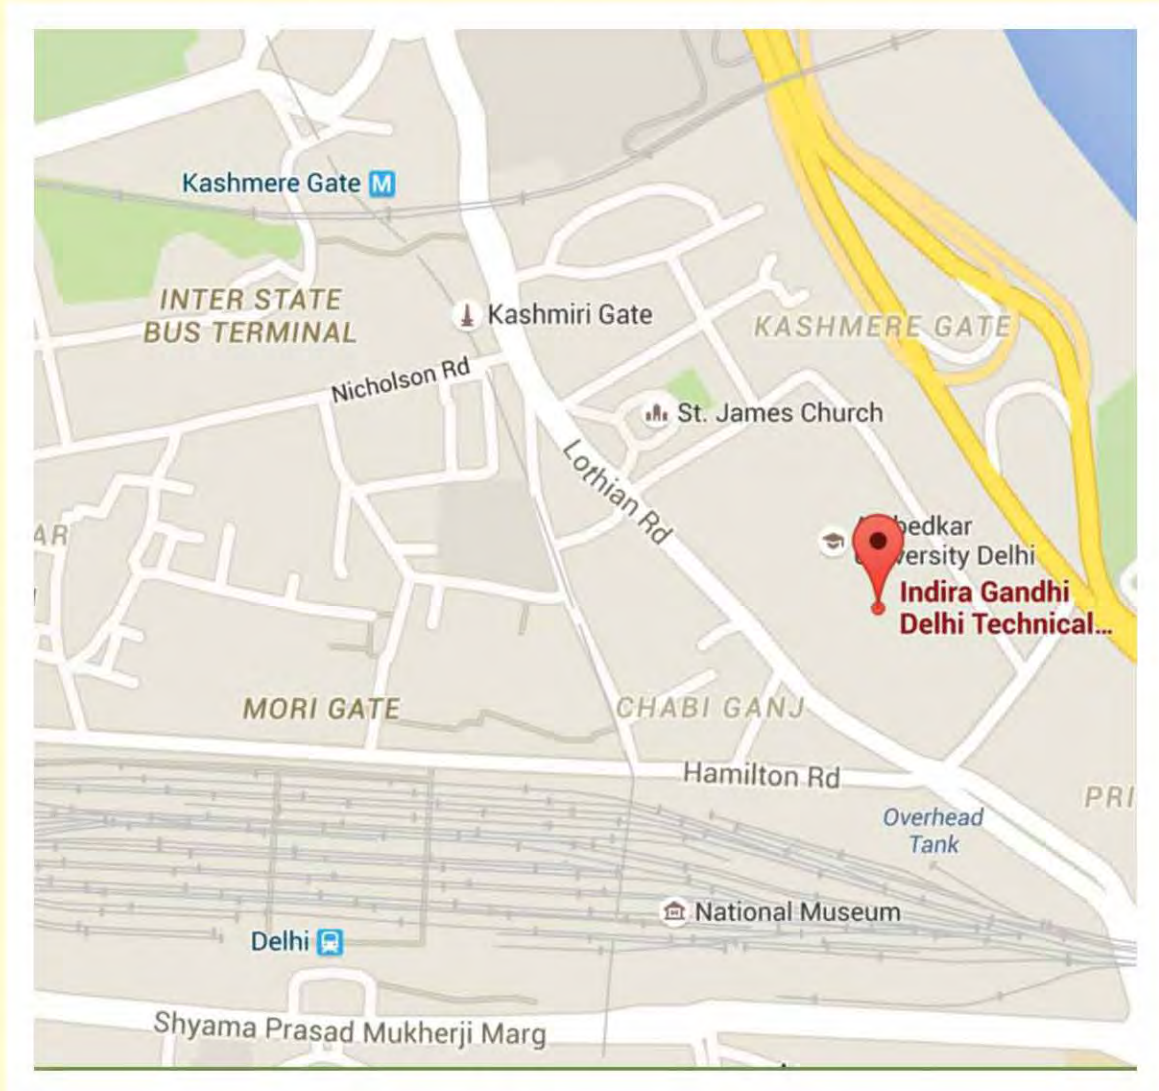 Kashmere Gate M
INTER STATE
BUS TERMINAL
Kashmiri Gate
KASHMERE GATE
Nicholson Rd
St. James Church
Lothian Rd
AR
bedkar
versity Delhi
Indira Gandhi
Delhi Technical...
MORI GATE
CHABI GANJ
Hamilton Rd
PRI
Overhead
Tank
National Museum
Delhi
Shyama Prasad Mukherji Marg